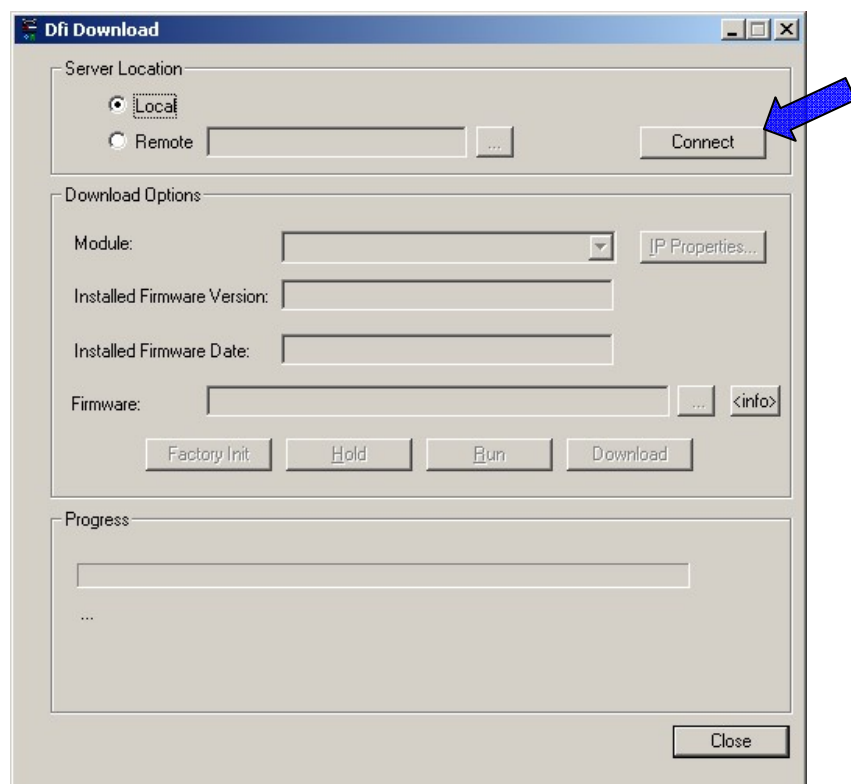 Dfi Download
Server Location
Local
Remote ... Connect
Download Options
Module: IP Properties...
Installed Firmware Version:
Installed Firmware Date:
Firmware: ... <info>
Factory Init Hold Run Download
Progress
...
Close